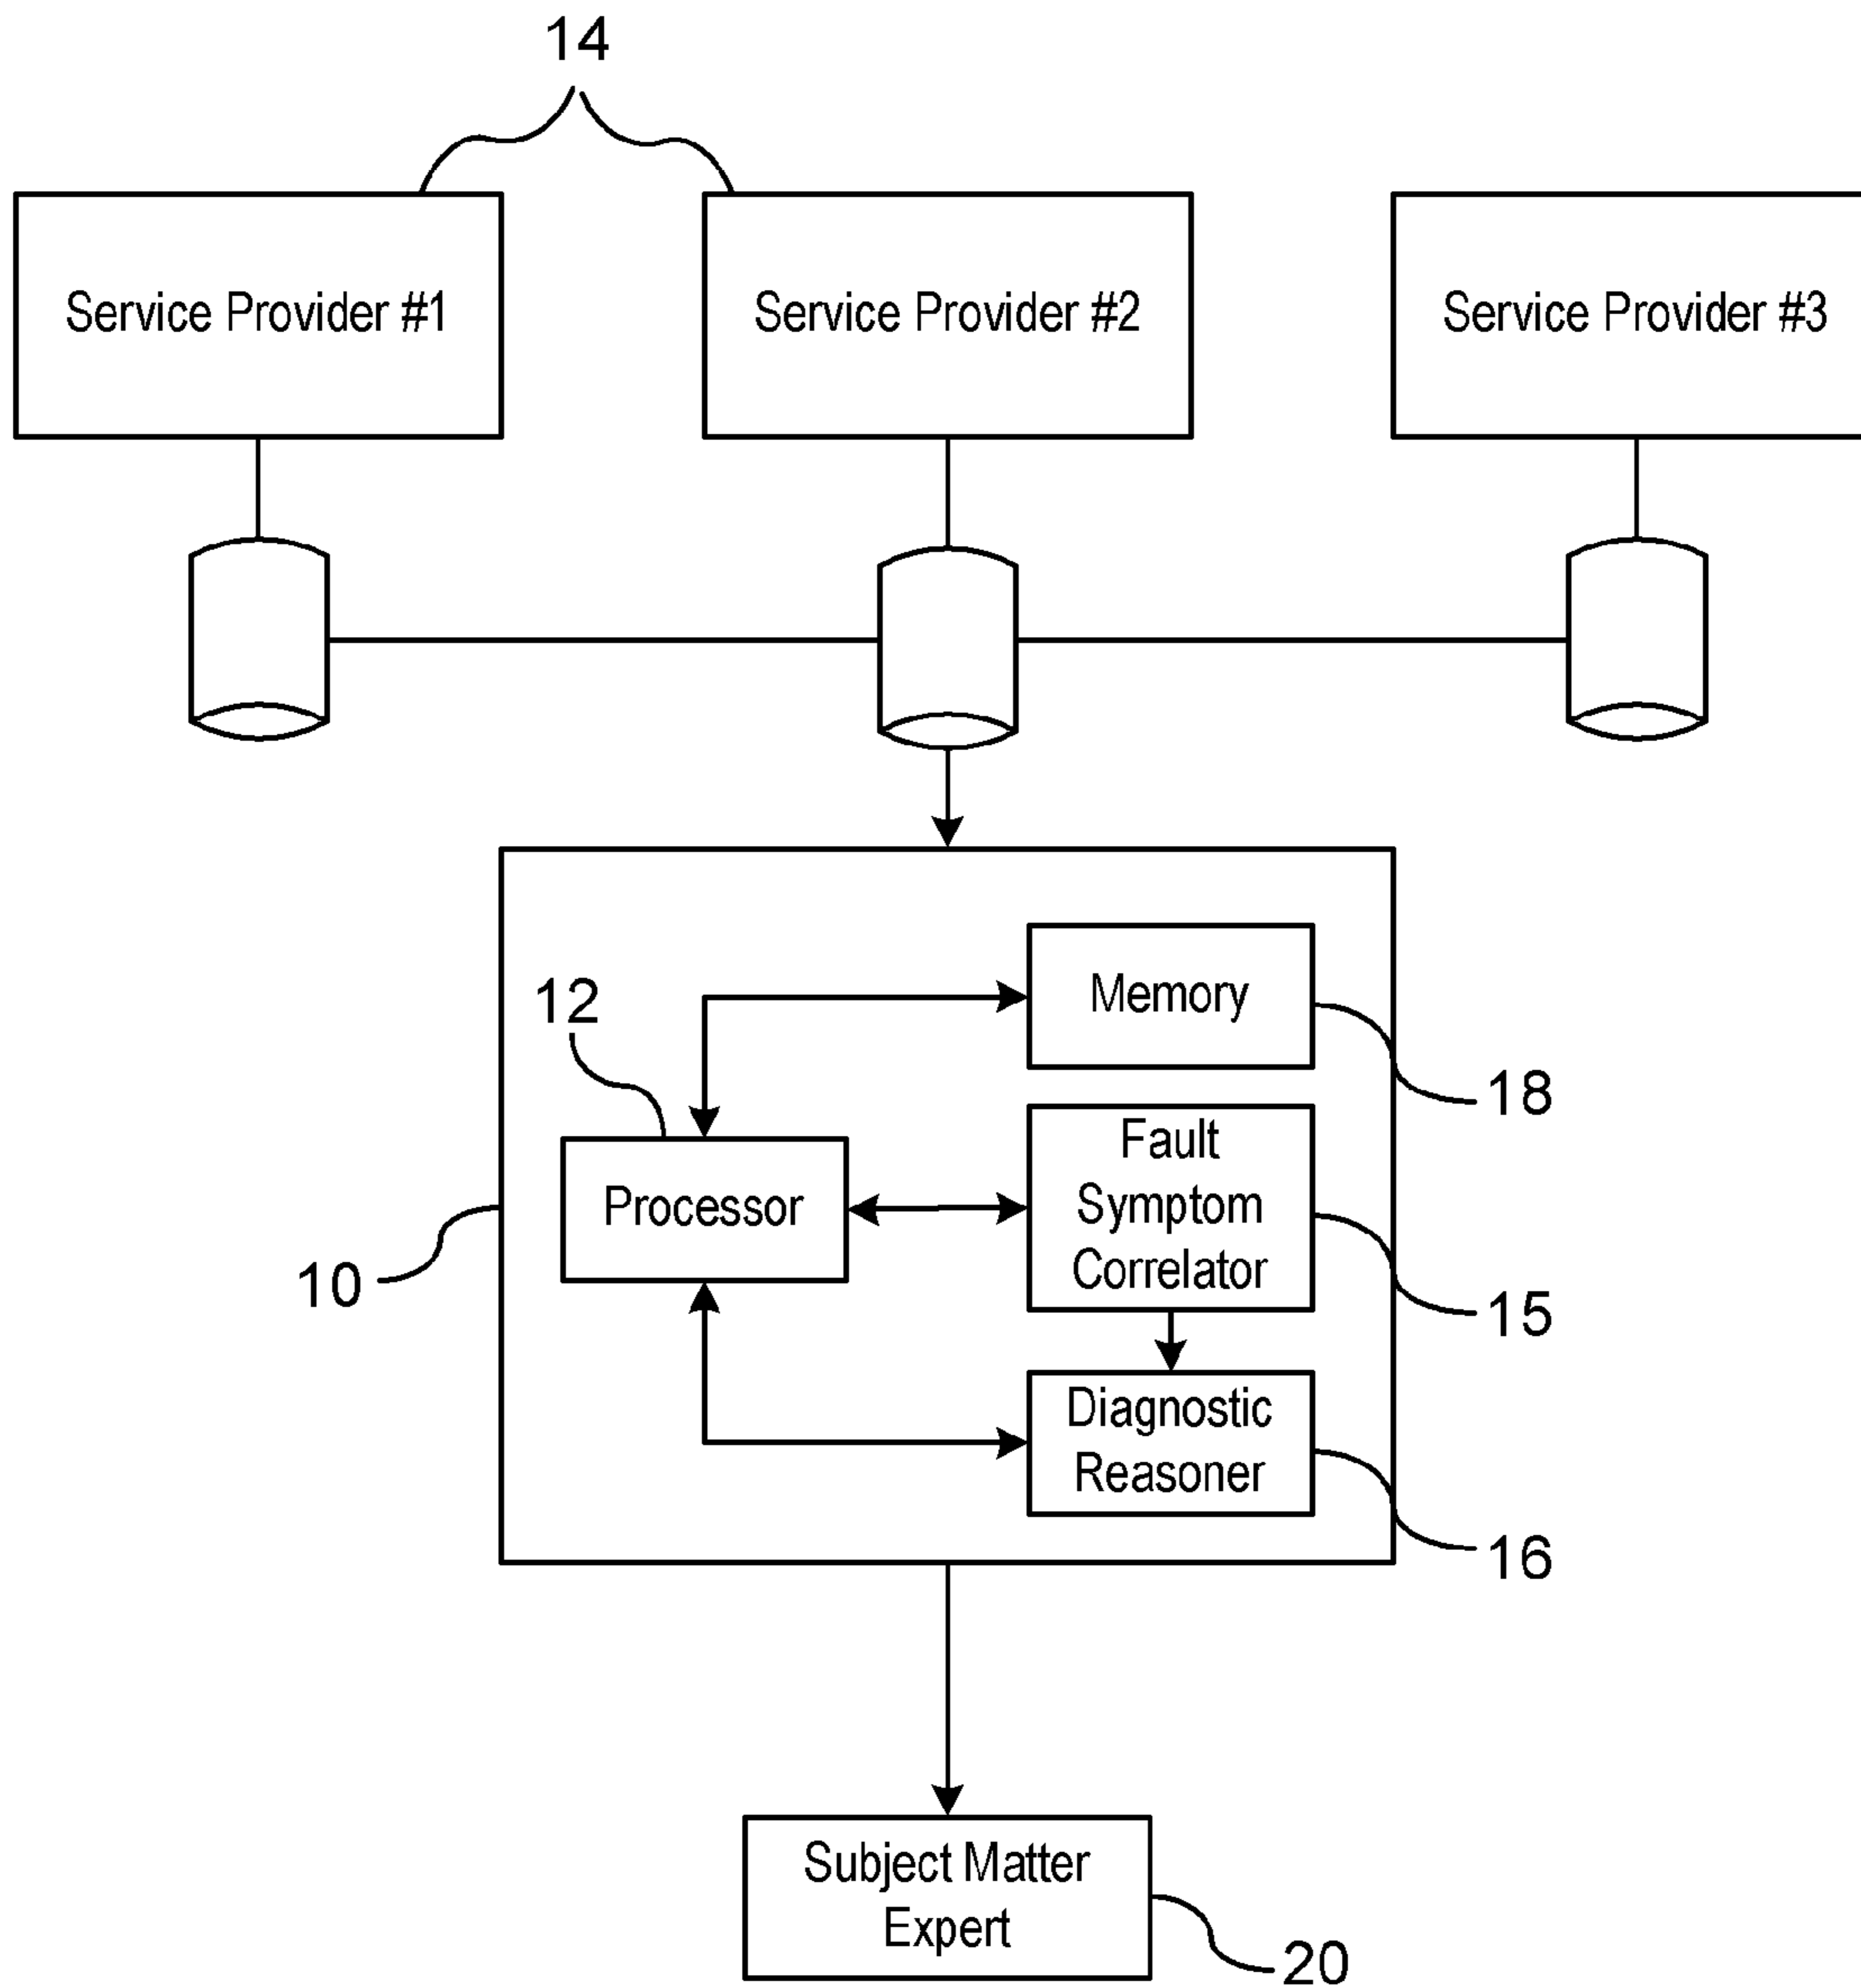 14
Service Provider #1
Service Provider #2
Service Provider #3
Memory
12
18
Fault
Symptom
Correlator
Processor
10
15
Diagnostic
Reasoner
16
Subject Matter
Expert
20